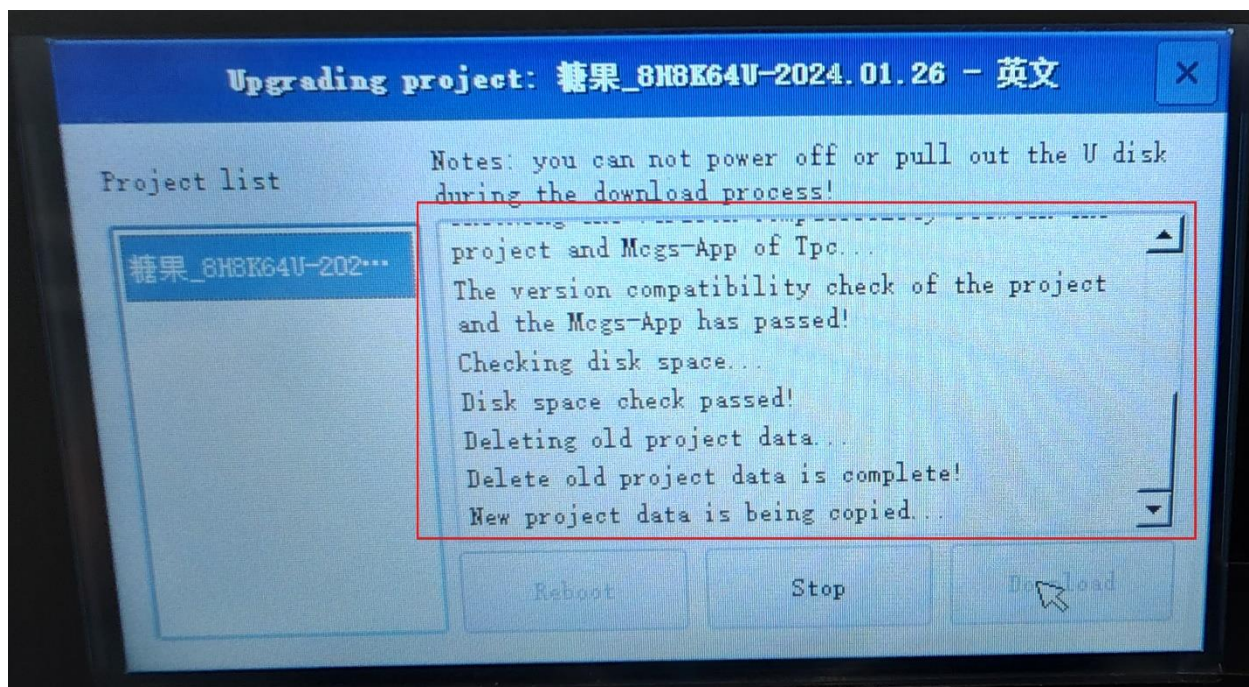 Upgrading project: 糖果_8H8K64U-2024.01.26 - 英文
Project list
Notes: you can not power off or pull out the U disk
during the download process!
糖果_8H8K64U-202…
project and Mcgs-App of Tpc...
The version compatibility check of the project
and the Mcgs-App has passed!
Checking disk space...
Disk space check passed!
Deleting old project data...
Delete old project data is complete!
New project data is being copied...
Reboot
Stop
Download